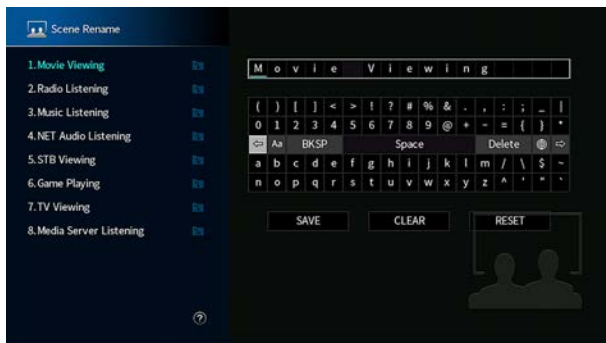 Scene Rename
1.Movie Viewing
2.Radio Listening
3.Music Listening
4.NET Audio Listening
5.STB Viewing
6.Game Playing
7.TV Viewing
8.Media Server Listening
Movie Viewing
( ) [ ] < > ! ? # % & . , : ; _ |
0 1 2 3 4 5 6 7 8 9 @ + - = { } *
⇦ Aa BKSP Space Delete ⇨
a b c d e f g h i j k l m / \ $ ~
n o p q r s t u v w x y z ^ ' " `
SAVE CLEAR RESET
?